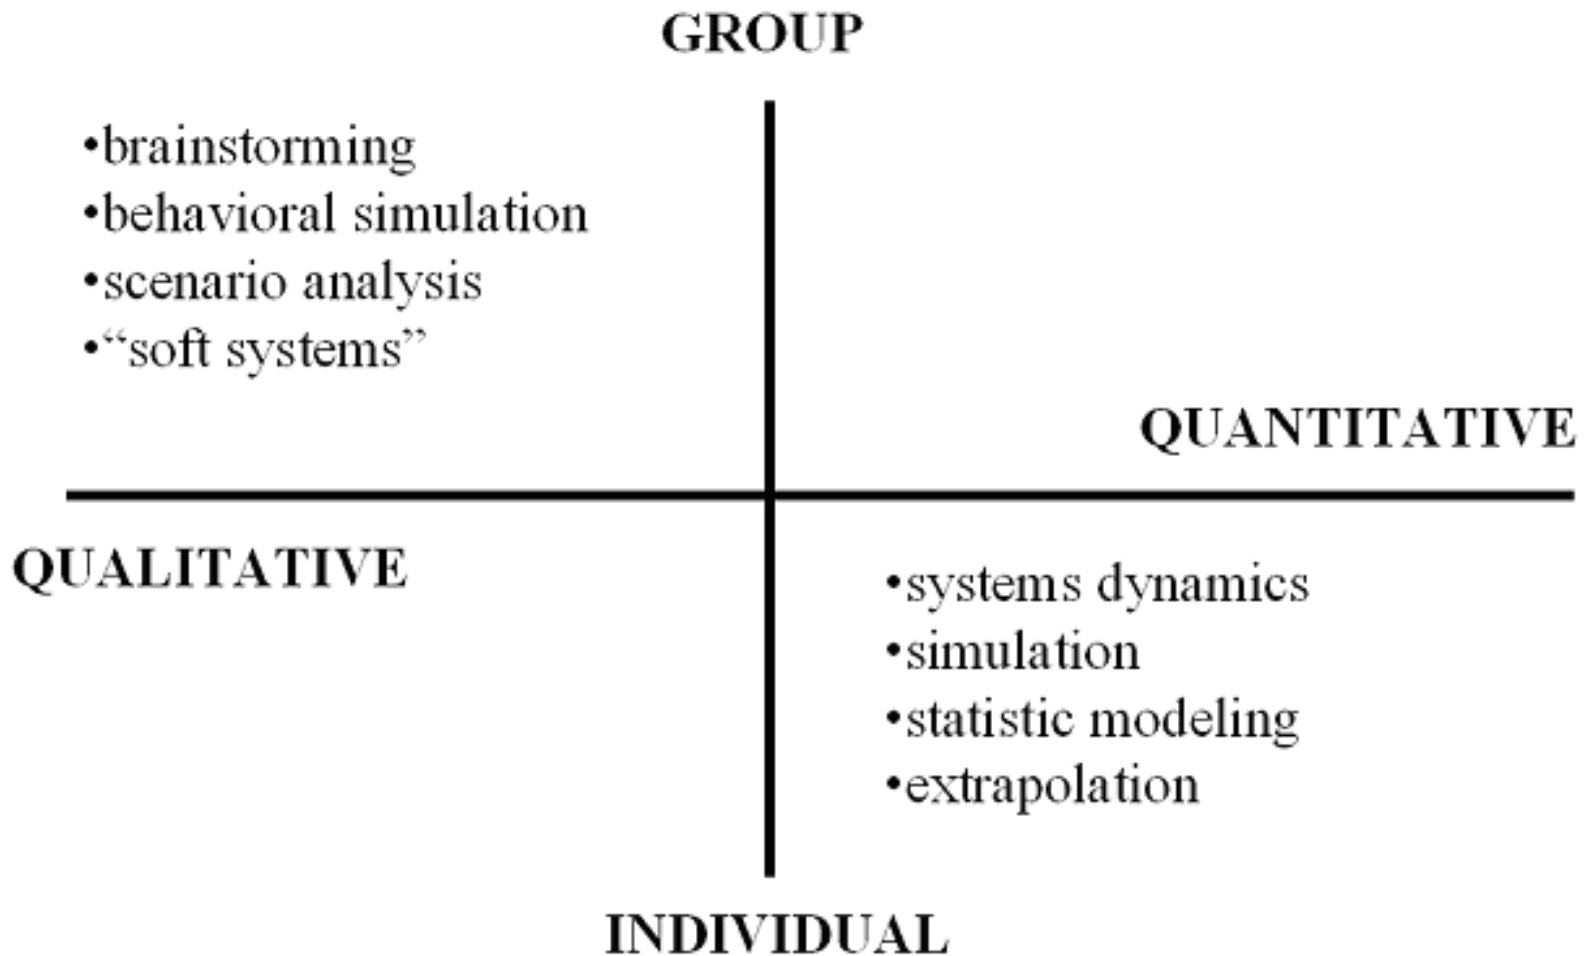 GROUP
•brainstorming
•behavioral simulation
•scenario analysis
•“soft systems”
QUANTITATIVE
QUALITATIVE
•systems dynamics
•simulation
•statistic modeling
•extrapolation
INDIVIDUAL